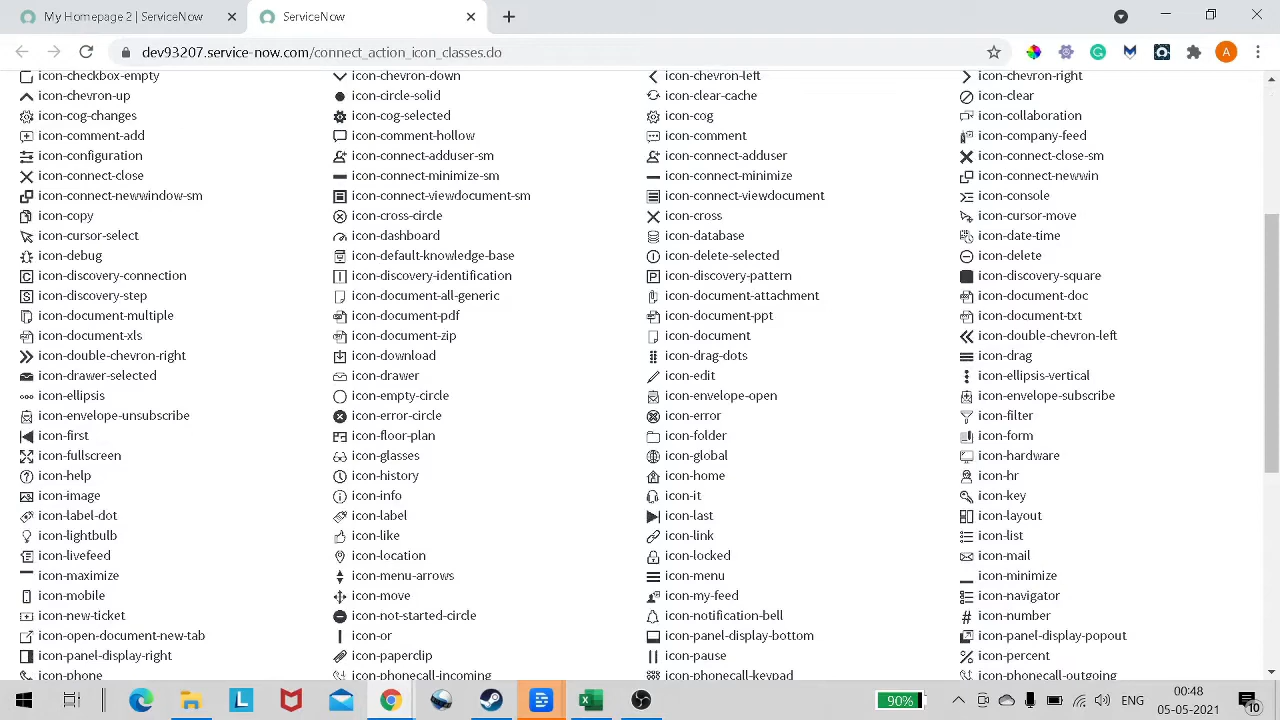 My Homepage 2 | ServiceNow
ServiceNow
dev93207.service-now.com/connect_action_icon_classes.do
A
icon-checkbox-empty icon-chevron-down icon-chevron-left icon-chevron-right
icon-chevron-up icon-circle-solid icon-clear-cache icon-clear
icon-cog-changes icon-cog-selected icon-cog icon-collaboration
icon-comment-add icon-comment-hollow icon-comment icon-company-feed
icon-configuration icon-connect-adduser-sm icon-connect-adduser icon-connect-close-sm
icon-connect-close icon-connect-minimize-sm icon-connect-minimize icon-connect-newwin
icon-connect-newwindow-sm icon-connect-viewdocument-sm icon-connect-viewdocument icon-console
icon-copy icon-cross-circle icon-cross icon-cursor-move
icon-cursor-select icon-dashboard icon-database icon-date-time
icon-debug icon-default-knowledge-base icon-delete-selected icon-delete
icon-discovery-connection icon-discovery-identification icon-discovery-pattern icon-discovery-square
icon-discovery-step icon-document-all-generic icon-document-attachment icon-document-doc
icon-document-multiple icon-document-pdf icon-document-ppt icon-document-txt
icon-document-xls icon-document-zip icon-document icon-double-chevron-left
icon-double-chevron-right icon-download icon-drag-dots icon-drag
icon-drawer-selected icon-drawer icon-edit icon-ellipsis-vertical
icon-ellipsis icon-empty-circle icon-envelope-open icon-envelope-subscribe
icon-envelope-unsubscribe icon-error-circle icon-error icon-filter
icon-first icon-floor-plan icon-folder icon-form
icon-fullscreen icon-glasses icon-global icon-hardware
icon-help icon-history icon-home icon-hr
icon-image icon-info icon-it icon-key
icon-label-dot icon-label icon-last icon-layout
icon-lightbulb icon-like icon-link icon-list
icon-livefeed icon-location icon-locked icon-mail
icon-maximize icon-menu-arrows icon-menu icon-minimize
icon-mobile icon-move icon-my-feed icon-navigator
icon-new-ticket icon-not-started-circle icon-notification-bell icon-number
icon-open-document-new-tab icon-or icon-panel-display-bottom icon-panel-display-popout
icon-panel-display-right icon-paperclip icon-pause icon-percent
icon-phone icon-phonecall-incoming icon-phonecall-keypad icon-phonecall-outgoing
90% ENG 00:48
05-05-2021 10